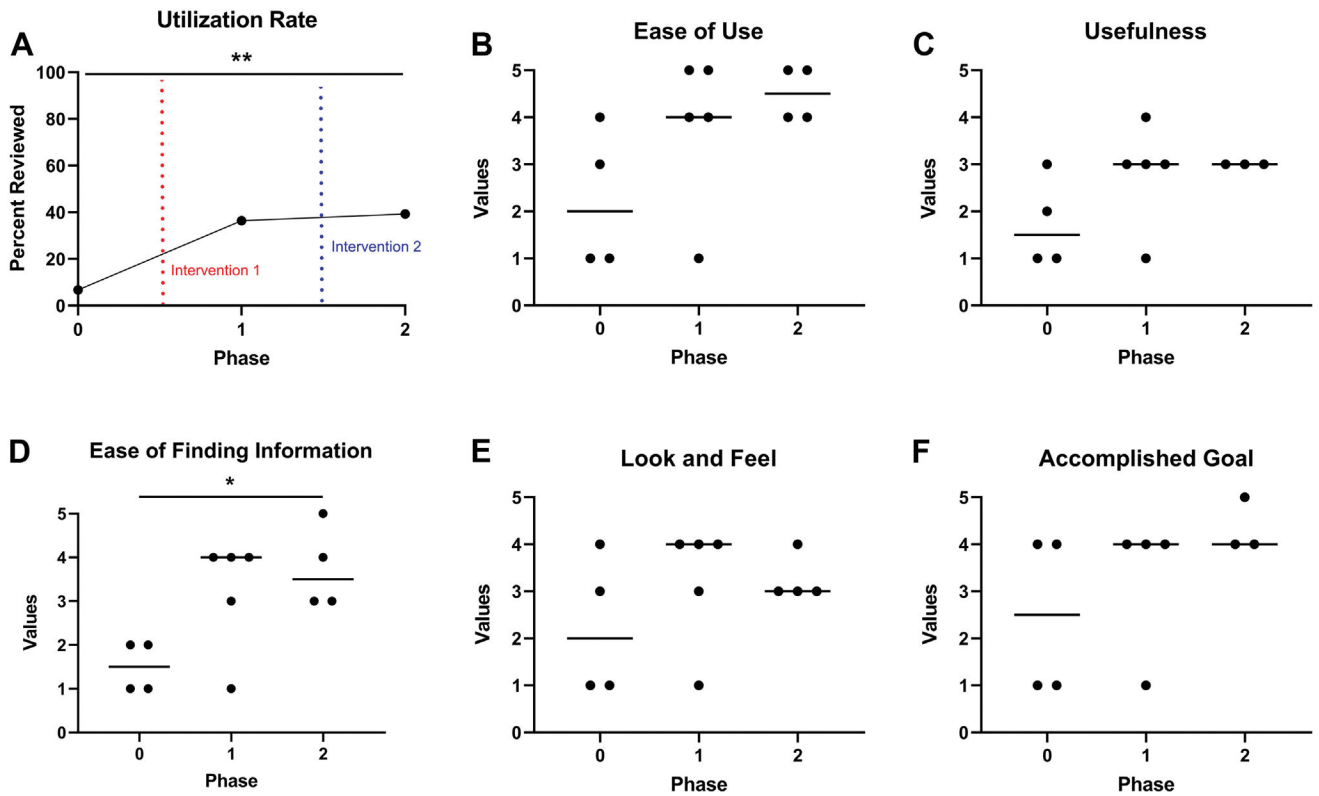 A
Utilization Rate
**
100
80
60
40
20
0
Percent Reviewed
Intervention 1
Intervention 2
0 1 2
Phase
B
Ease of Use
5
4
3
2
1
0
Values
0 1 2
Phase
C
Usefulness
5
4
3
2
1
0
Values
0 1 2
Phase
D
Ease of Finding Information
*
5
4
3
2
1
0
Values
0 1 2
Phase
E
Look and Feel
5
4
3
2
1
0
Values
0 1 2
Phase
F
Accomplished Goal
5
4
3
2
1
0
Values
0 1 2
Phase